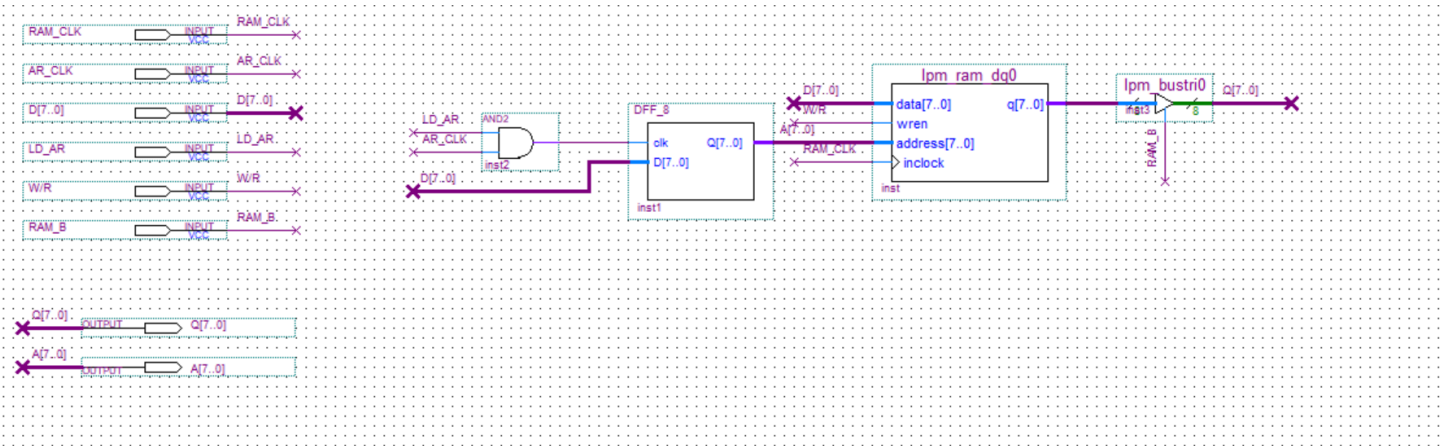 RAM_CLK
INPUT
VCC
RAM_CLK
AR_CLK
INPUT
VCC
AR_CLK
D[7..0]
INPUT
VCC
D[7..0]
LD_AR
INPUT
VCC
LD_AR
W/R
INPUT
VCC
W/R
RAM_B
INPUT
VCC
RAM_B
Q[7..0]
OUTPUT
Q[7..0]
A[7..0]
OUTPUT
A[7..0]
LD_AR
AR_CLK
AND2
inst2
D[7..0]
DFF_8
clk
Q[7..0]
D[7..0]
inst1
D[7..0]
W/R
A[7..0]
RAM_CLK
lpm_ram_dq0
data[7..0]
q[7..0]
wren
address[7..0]
inclock
inst
lpm_bustri0
inst3
8
Q[7..0]
RAM_B